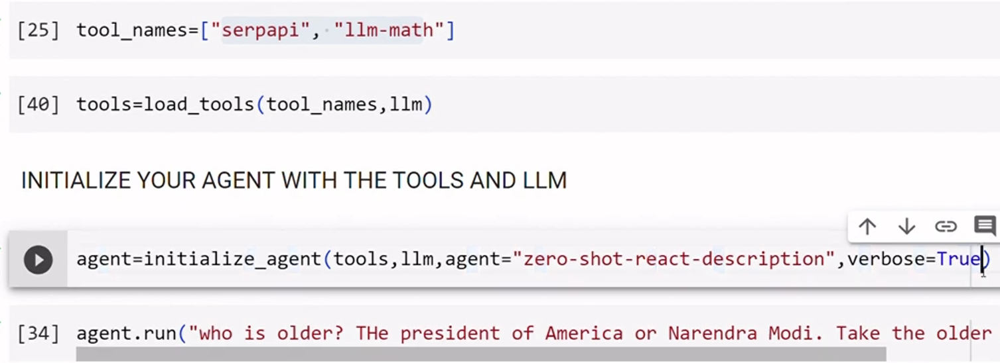 [25] tool_names=["serpapi", "llm-math"]
[40] tools=load_tools(tool_names,llm)
INITIALIZE YOUR AGENT WITH THE TOOLS AND LLM
agent=initialize_agent(tools,llm,agent="zero-shot-react-description",verbose=True)
[34] agent.run("who is older? THe president of America or Narendra Modi. Take the older